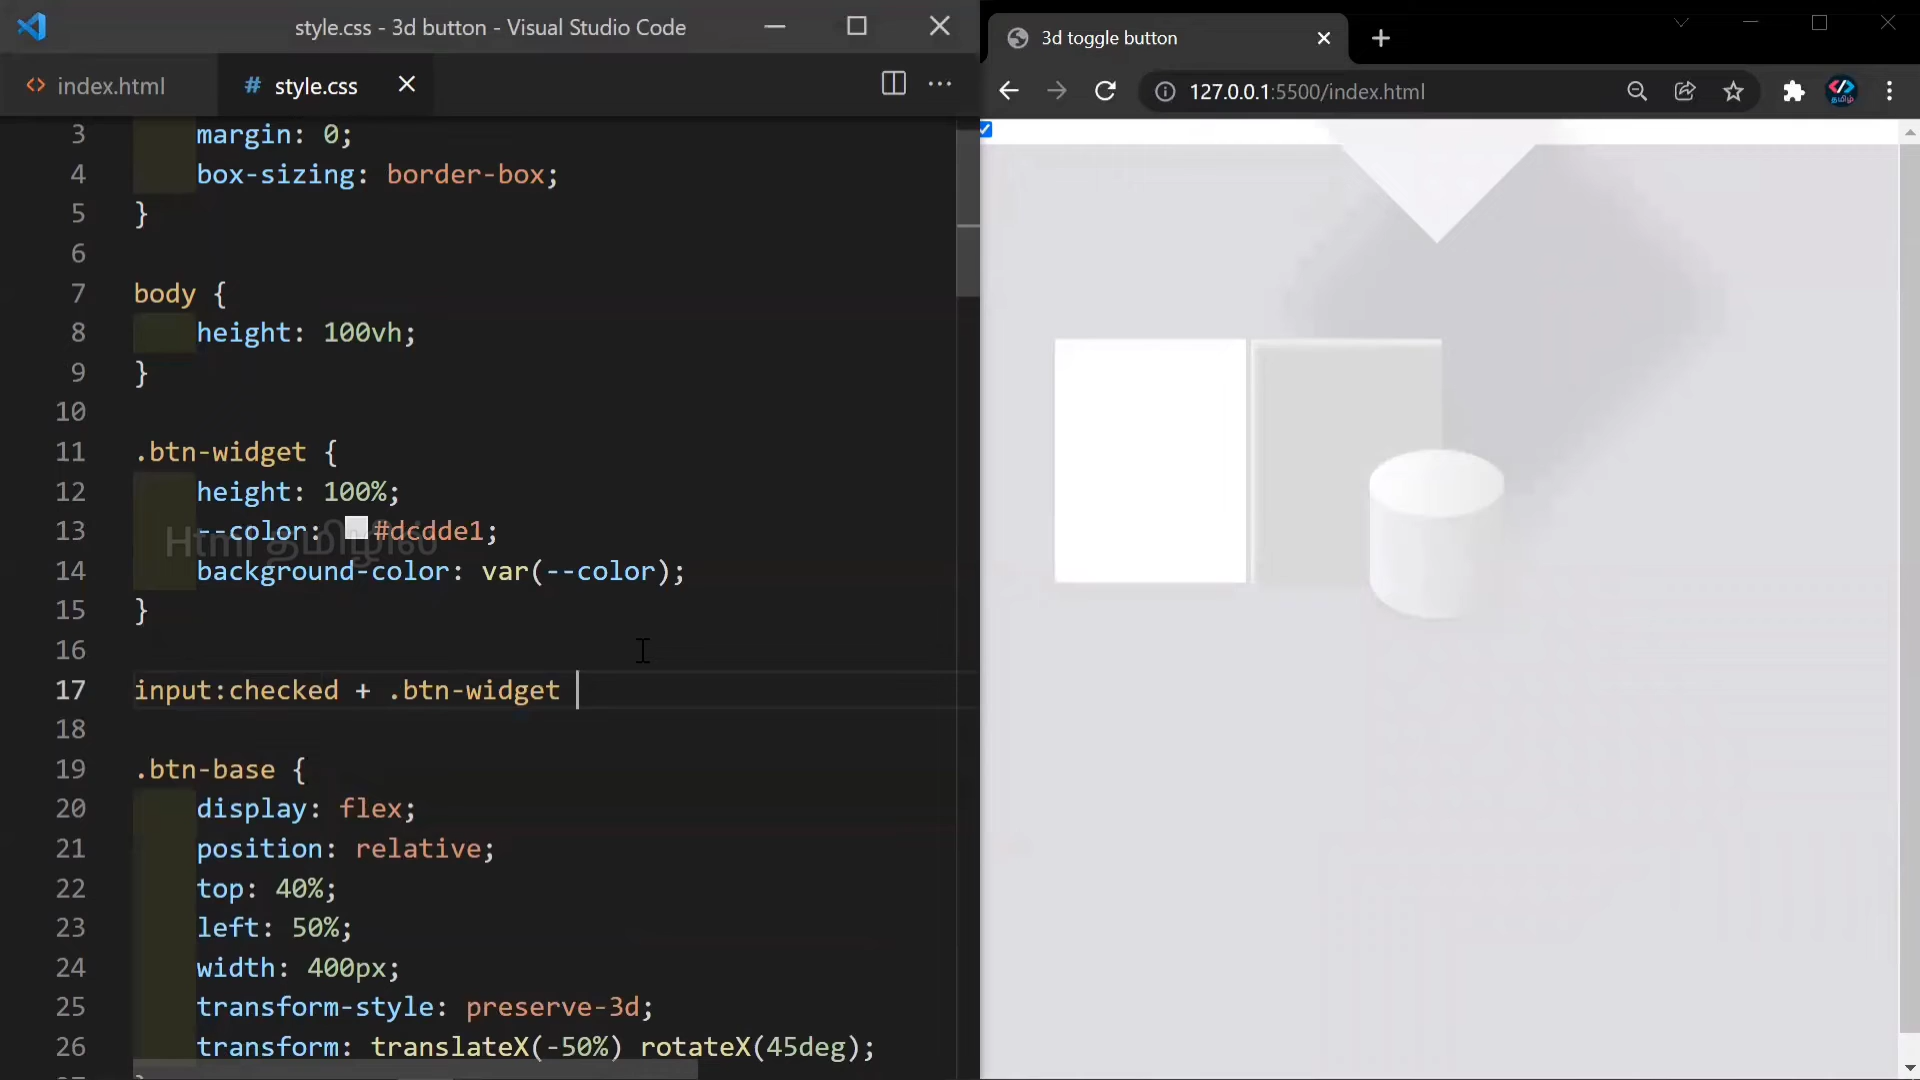 style.css - 3d button - Visual Studio Code
index.html
# style.css
3 margin: 0;
4 box-sizing: border-box;
5 }
6
7 body {
8 height: 100vh;
9 }
10
11 .btn-widget {
12 height: 100%;
13 --color: #dcdde1;
Html தமிழில்
14 background-color: var(--color);
15 }
16
17 input:checked + .btn-widget
18
19 .btn-base {
20 display: flex;
21 position: relative;
22 top: 40%;
23 left: 50%;
24 width: 400px;
25 transform-style: preserve-3d;
26 transform: translateX(-50%) rotateX(45deg);
3d toggle button
127.0.0.1:5500/index.html
தமிழ்